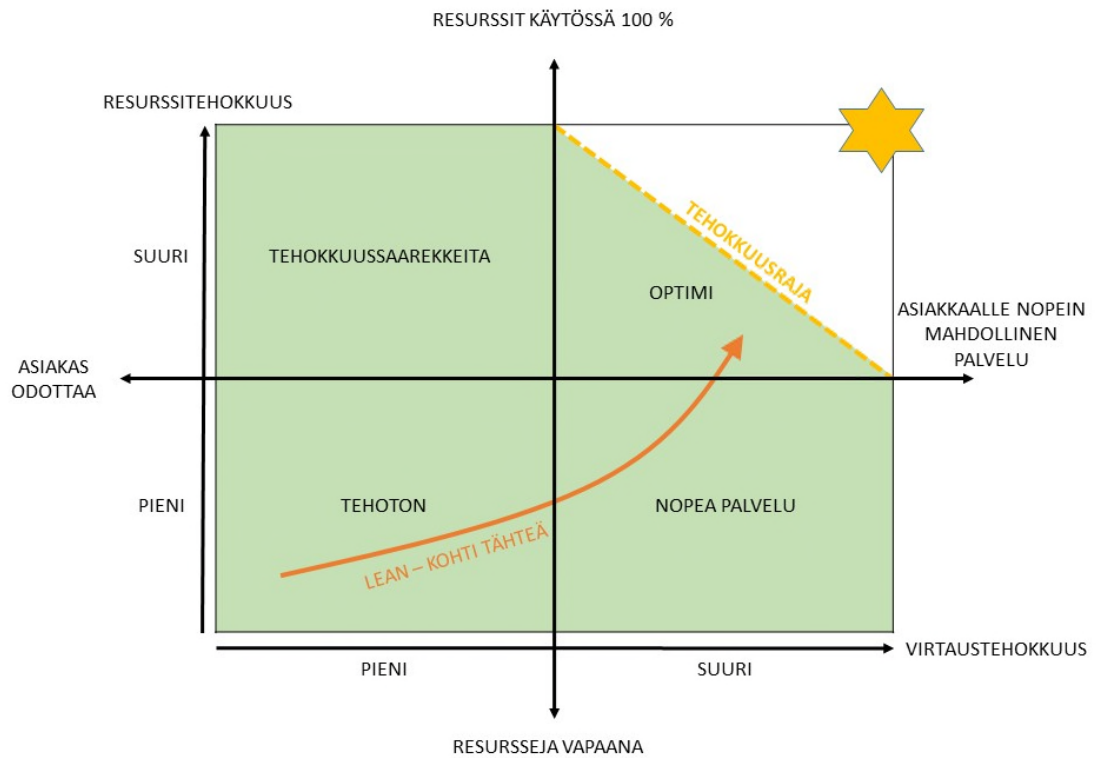 RESURSSIT KÄYTÖSSÄ 100 %
RESURSSITEHOKKUUS
SUURI
TEHOKKUUSSAAREKKEITA
TEHOKKUUSRAJA
OPTIMI
ASIAKKAALLE NOPEIN
MAHDOLLINEN
PALVELU
ASIAKAS
ODOTTAA
PIENI
TEHOTON
NOPEA PALVELU
LEAN – KOHTI TÄHTEÄ
VIRTAUSTEHOKKUUS
PIENI
SUURI
RESURSSEJA VAPAANA